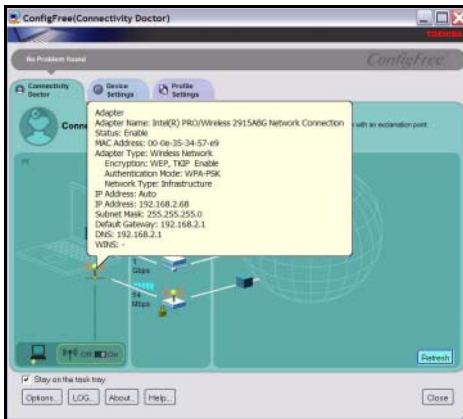 ConfigFree(Connectivity Doctor)
TOSHIBA
No Problem Found
ConfigFree
Connectivity Doctor
Device Settings
Profile Settings
Conne
with an exclamation point.
Adapter
Adapter Name: Intel(R) PRO/Wireless 2915ABG Network Connection
Status: Enable
MAC Address: 00-0e-35-34-57-e9
Adapter Type: Wireless Network
Encryption: WEP, TKIP Enable
Authentication Mode: WPA-PSK
Network Type: Infrastructure
IP Address: Auto
IP Address: 192.168.2.68
Subnet Mask: 255.255.255.0
Default Gateway: 192.168.2.1
DNS: 192.168.2.1
WINS: -
1
Gbps
54
Mbps
Off On
Refresh
Stay on the task tray
Options... LOG... About... Help... Close